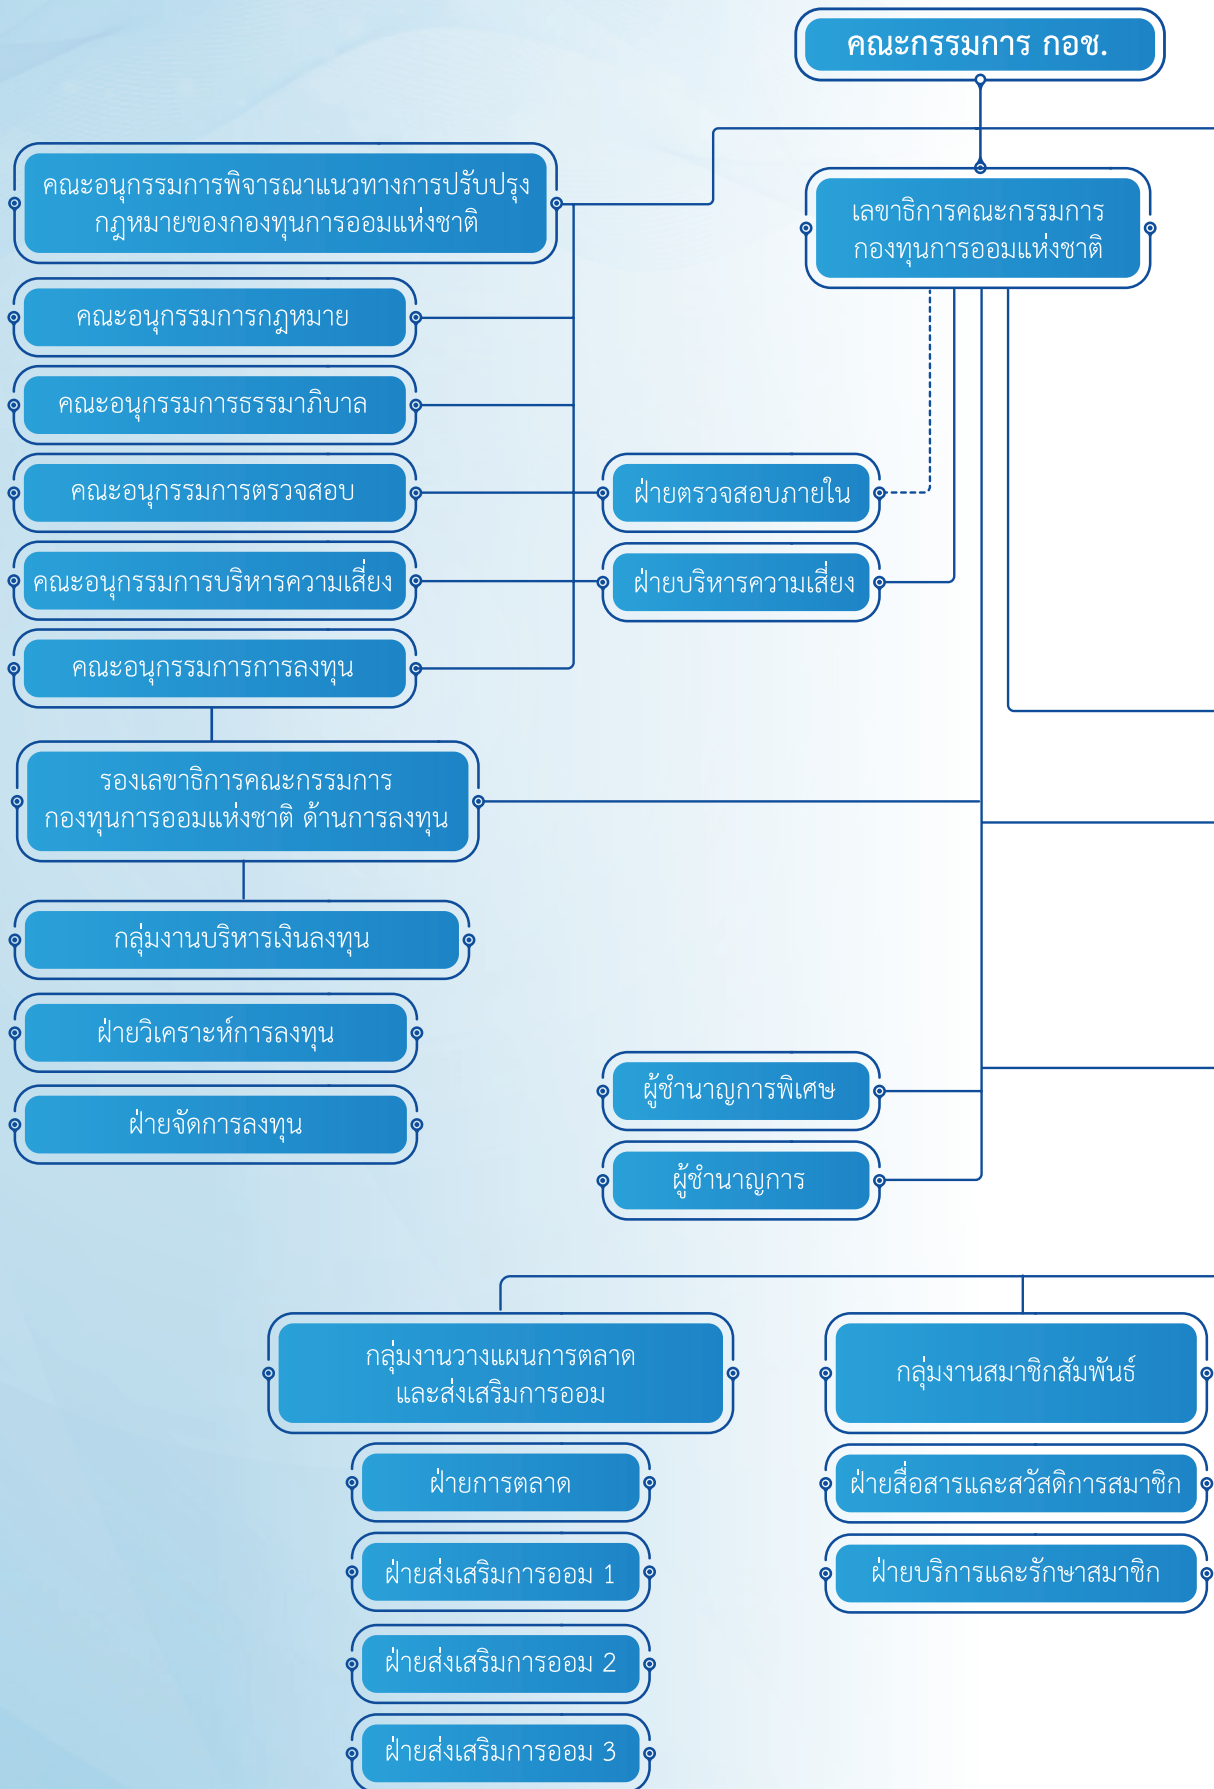 คณะกรรมการ กอช.
คณะอนุกรรมการพิจารณาแนวทางการปรับปรุง
กฎหมายของกองทุนการออมแห่งชาติ
เลขาธิการคณะกรรมการ
กองทุนการออมแห่งชาติ
คณะอนุกรรมการกฎหมาย
คณะอนุกรรมการธรรมาภิบาล
คณะอนุกรรมการตรวจสอบ
ฝ่ายตรวจสอบภายใน
คณะอนุกรรมการบริหารความเสี่ยง
ฝ่ายบริหารความเสี่ยง
คณะอนุกรรมการการลงทุน
รองเลขาธิการคณะกรรมการ
กองทุนการออมแห่งชาติ ด้านการลงทุน
กลุ่มงานบริหารเงินลงทุน
ฝ่ายวิเคราะห์การลงทุน
ฝ่ายจัดการลงทุน
ผู้ชำนาญการพิเศษ
ผู้ชำนาญการ
กลุ่มงานวางแผนการตลาด
และส่งเสริมการออม
ฝ่ายการตลาด
ฝ่ายส่งเสริมการออม 1
ฝ่ายส่งเสริมการออม 2
ฝ่ายส่งเสริมการออม 3
กลุ่มงานสมาชิกสัมพันธ์
ฝ่ายสื่อสารและสวัสดิการสมาชิก
ฝ่ายบริการและรักษาสมาชิก